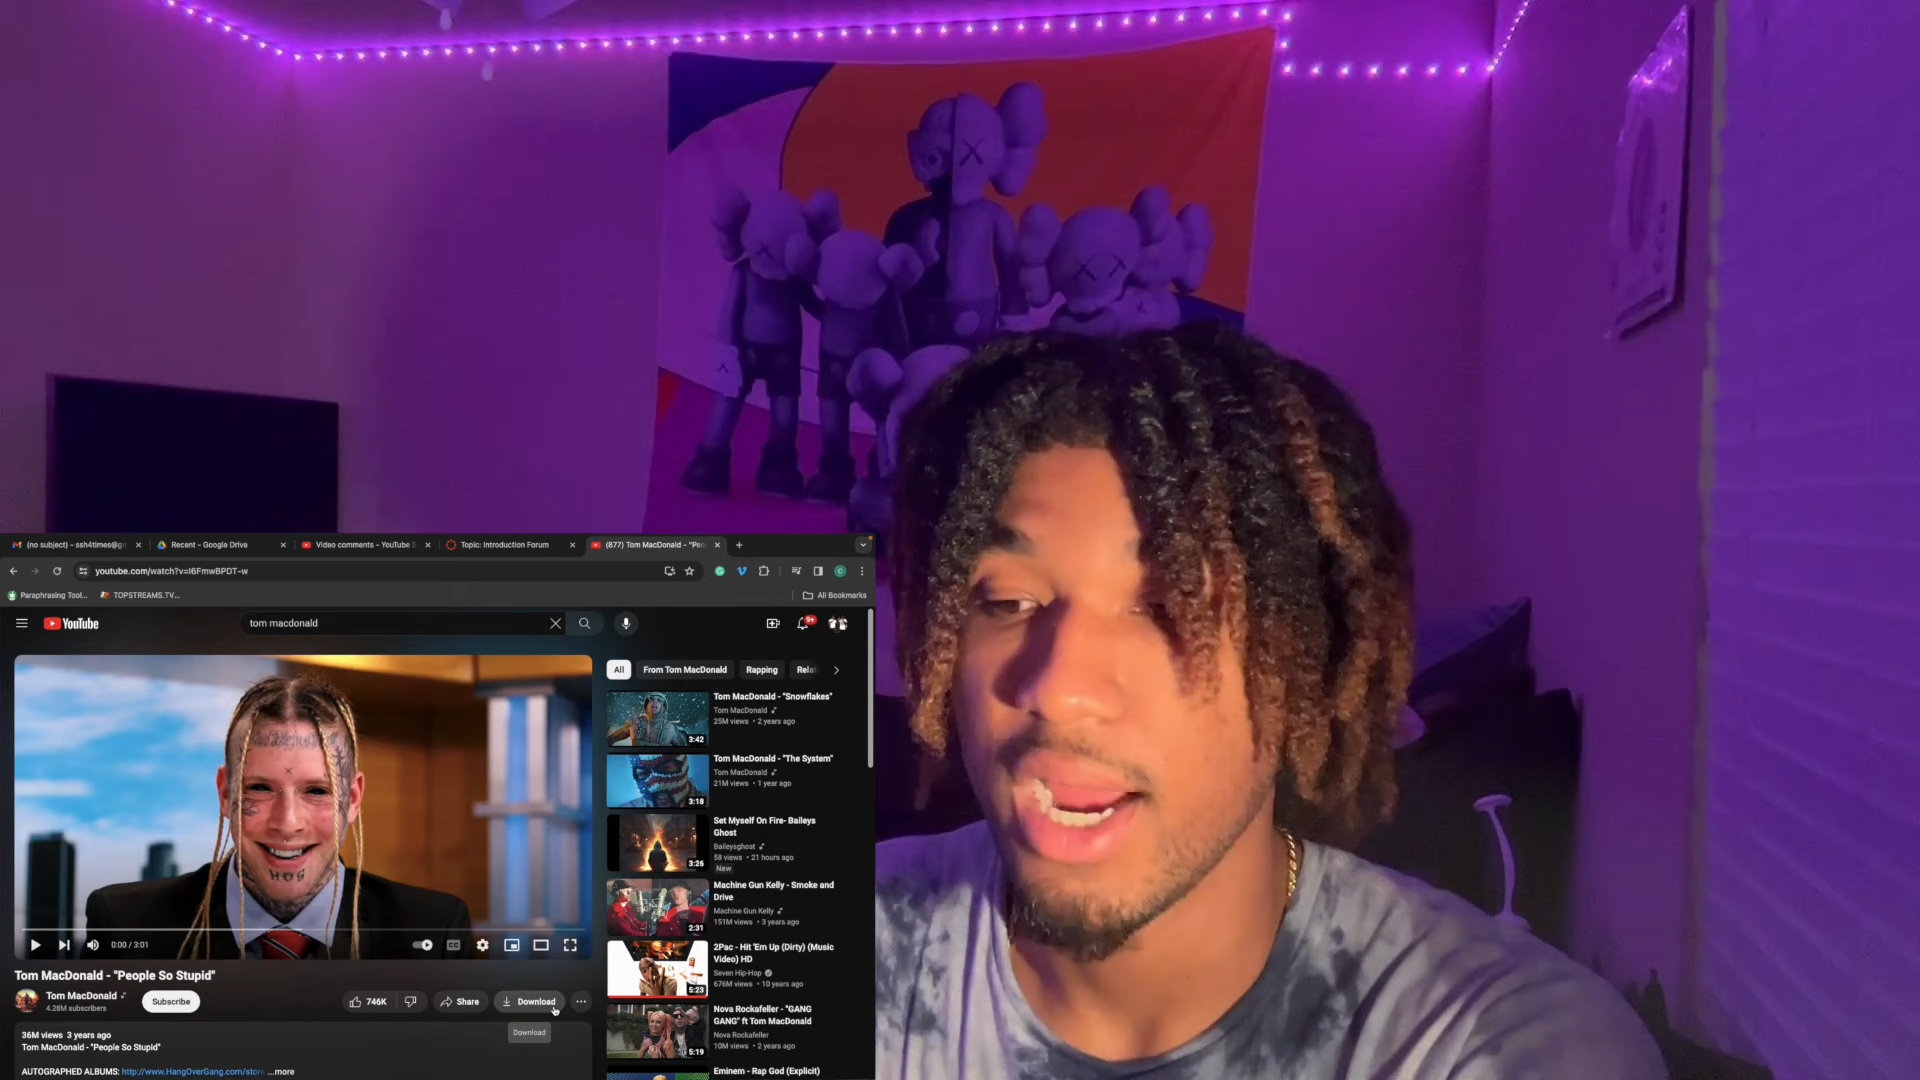 (no subject) - ssh4times@g
Recent - Google Drive
Video comments - YouTube S
Topic: Introduction Forum
(877) Tom MacDonald - "Peo
youtube.com/watch?v=I6FmwBPDT-w
Paraphrasing Tool...
TOPSTREAMS.TV...
All Bookmarks
YouTube
tom macdonald
9+
All
From Tom MacDonald
Rapping
Rela
Tom MacDonald - "Snowflakes"
Tom MacDonald
25M views • 2 years ago
3:42
Tom MacDonald - "The System"
Tom MacDonald
21M views • 1 year ago
3:18
Set Myself On Fire- Baileys
Ghost
Baileysghost
58 views • 21 hours ago
New
3:26
Machine Gun Kelly - Smoke and
Drive
Machine Gun Kelly
151M views • 3 years ago
2:31
2Pac - Hit 'Em Up (Dirty) (Music
Video) HD
Seven Hip-Hop
676M views • 10 years ago
5:23
Nova Rockafeller - "GANG
GANG" ft Tom MacDonald
Nova Rockafeller
10M views • 2 years ago
5:19
Eminem - Rap God (Explicit)
HOG
0:00 / 3:01
Tom MacDonald - "People So Stupid"
Tom MacDonald
4.28M subscribers
Subscribe
746K
Share
Download
Download
36M views 3 years ago
Tom MacDonald - "People So Stupid"
AUTOGRAPHED ALBUMS: http://www.HangOverGang.com/store ...more